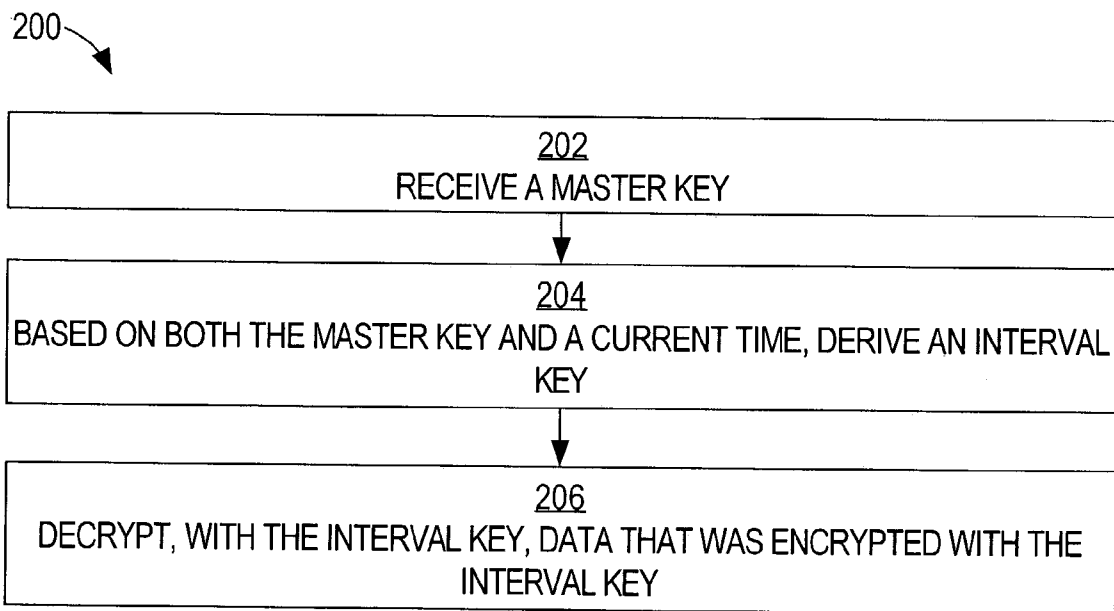 200
202
RECEIVE A MASTER KEY
204
BASED ON BOTH THE MASTER KEY AND A CURRENT TIME, DERIVE AN INTERVAL
KEY
206
DECRYPT, WITH THE INTERVAL KEY, DATA THAT WAS ENCRYPTED WITH THE
INTERVAL KEY